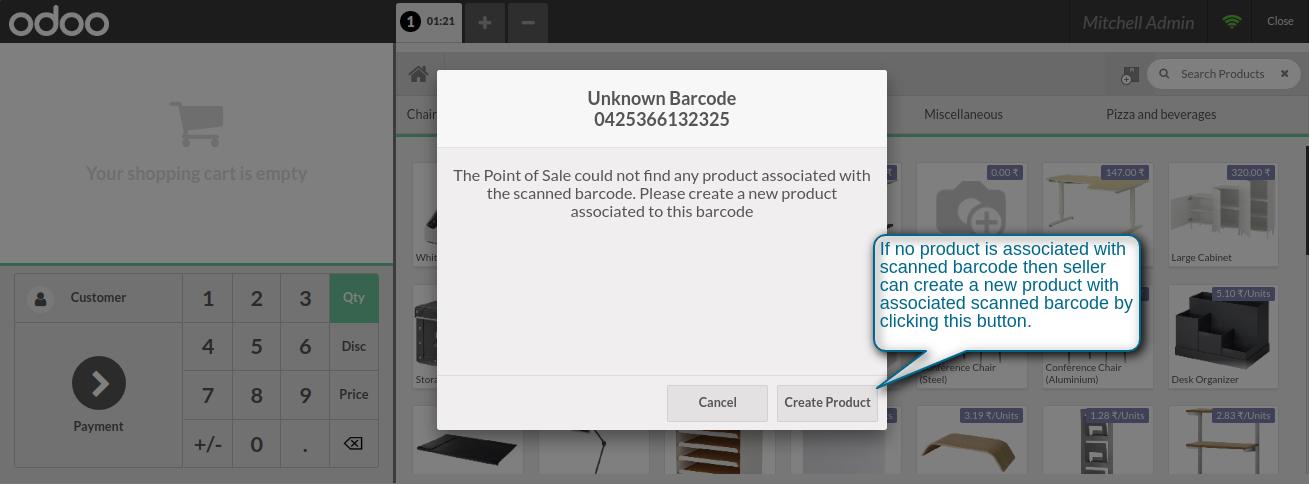 odoo
1 01:21 + −
Mitchell Admin
Close
Search Products ×
Chair
Miscellaneous
Pizza and beverages
Your shopping cart is empty
Unknown Barcode
0425366132325
The Point of Sale could not find any product associated with
the scanned barcode. Please create a new product
associated to this barcode
Cancel
Create Product
If no product is associated with
scanned barcode then seller
can create a new product with
associated scanned barcode by
clicking this button.
0.00 ₹
147.00 ₹
320.00 ₹
Whit
Large Cabinet
5.10 ₹/Units
Stora
Conference Chair
(Steel)
Conference Chair
(Aluminium)
Desk Organizer
3.19 ₹/Units
1.28 ₹/Units
2.83 ₹/Units
Customer
1 2 3 Qty
4 5 6 Disc
7 8 9 Price
Payment
+/- 0 .